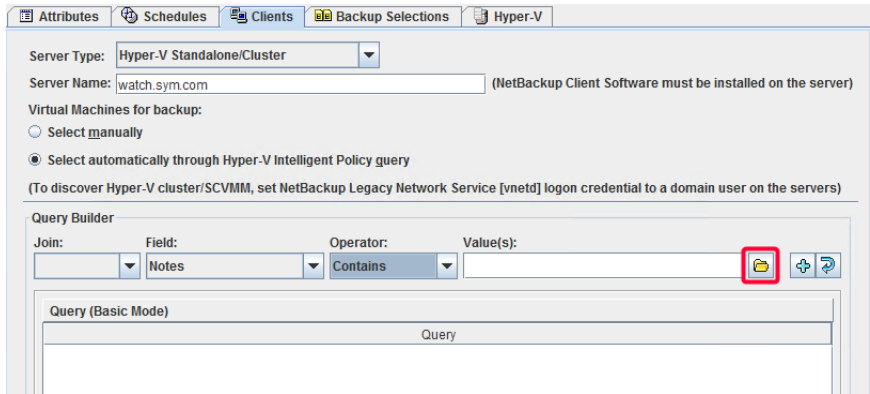 Attributes Schedules Clients Backup Selections Hyper-V
Server Type: Hyper-V Standalone/Cluster
Server Name: watch.sym.com (NetBackup Client Software must be installed on the server)
Virtual Machines for backup:
Select manually
Select automatically through Hyper-V Intelligent Policy query
(To discover Hyper-V cluster/SCVMM, set NetBackup Legacy Network Service [vnetd] logon credential to a domain user on the servers)
Query Builder
Join: Field: Operator: Value(s):
Notes Contains
Query (Basic Mode)
Query